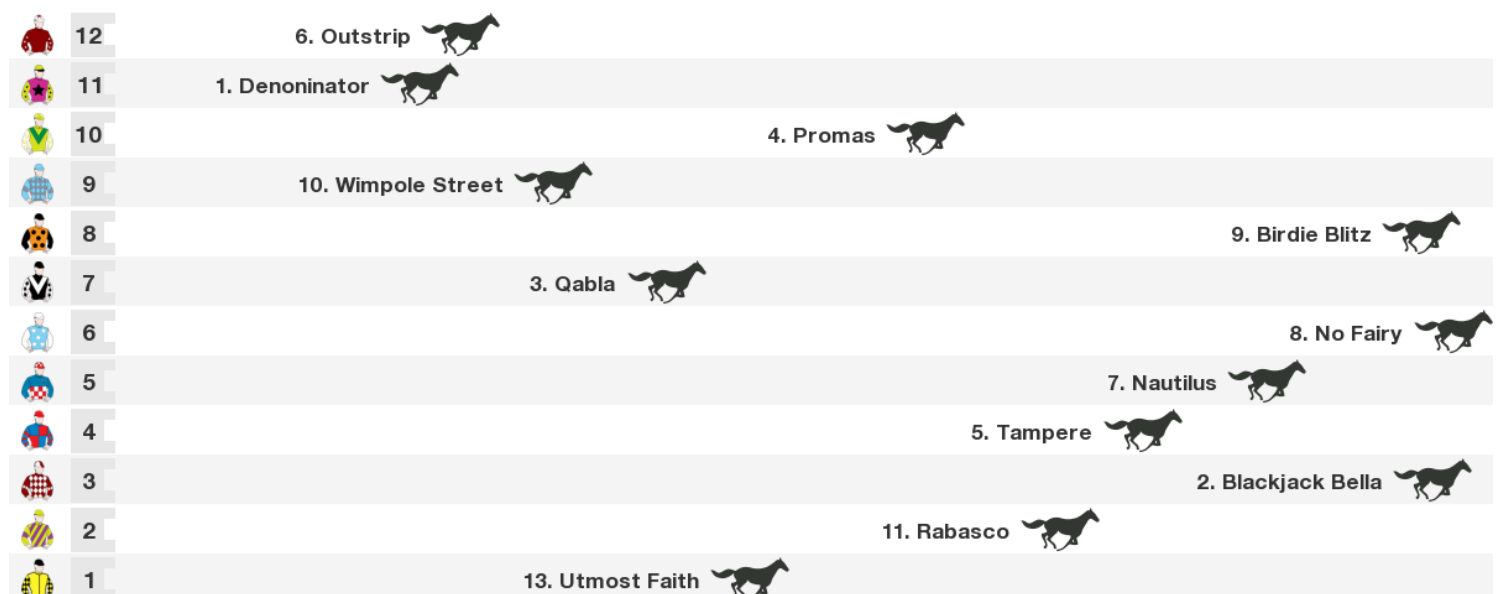 12 6. Outstrip
11 1. Denoninator
10 4. Promas
9 10. Wimpole Street
8 9. Birdie Blitz
7 3. Qabla
6 8. No Fairy
5 7. Nautilus
4 5. Tampere
3 2. Blackjack Bella
2 11. Rabasco
1 13. Utmost Faith